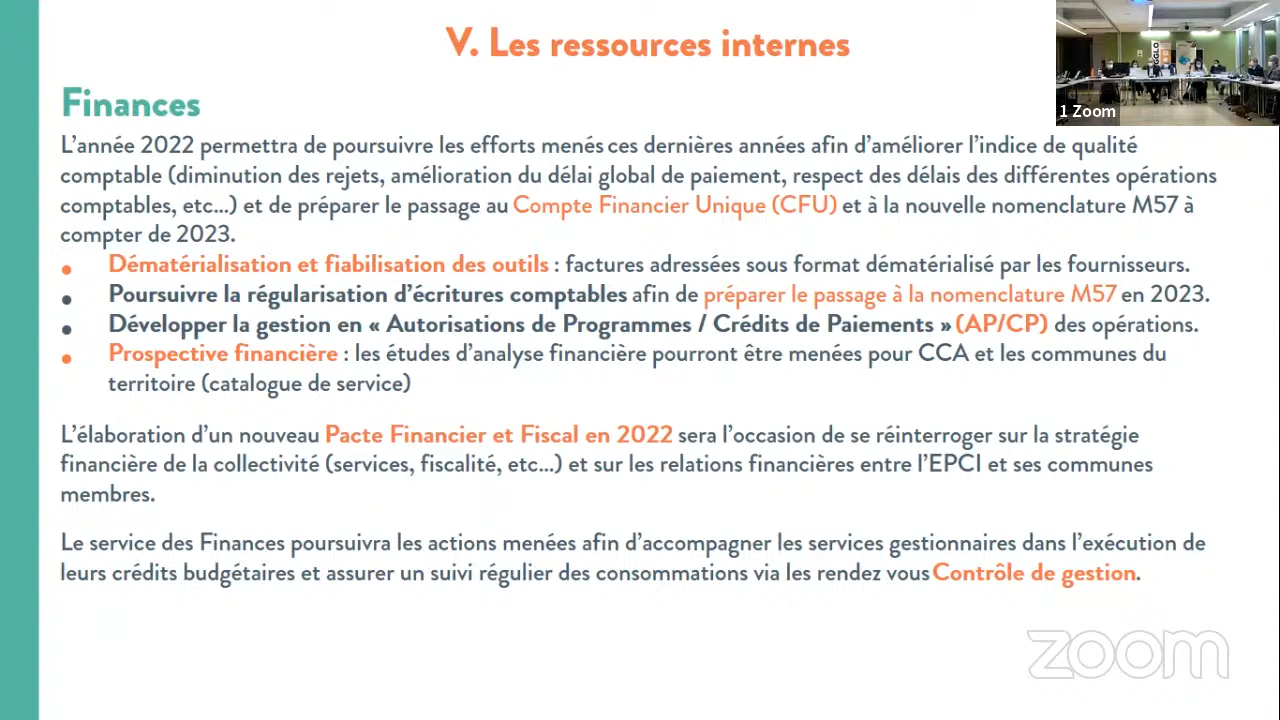 V. Les ressources internes
AGGLO
1 Zoom
Finances
L'année 2022 permettra de poursuivre les efforts menés ces dernières années afin d'améliorer l'indice de qualité
comptable (diminution des rejets, amélioration du délai global de paiement, respect des délais des différentes opérations
comptables, etc...) et de préparer le passage au Compte Financier Unique (CFU) et à la nouvelle nomenclature M57 à
compter de 2023.
• Dématérialisation et fiabilisation des outils : factures adressées sous format dématérialisé par les fournisseurs.
• Poursuivre la régularisation d'écritures comptables afin de préparer le passage à la nomenclature M57 en 2023.
• Développer la gestion en « Autorisations de Programmes / Crédits de Paiements » (AP/CP) des opérations.
• Prospective financière : les études d'analyse financière pourront être menées pour CCA et les communes du
territoire (catalogue de service)
L'élaboration d'un nouveau Pacte Financier et Fiscal en 2022 sera l'occasion de se réinterroger sur la stratégie
financière de la collectivité (services, fiscalité, etc...) et sur les relations financières entre l'EPCI et ses communes
membres.
Le service des Finances poursuivra les actions menées afin d'accompagner les services gestionnaires dans l'exécution de
leurs crédits budgétaires et assurer un suivi régulier des consommations via les rendez vous Contrôle de gestion.
zoom